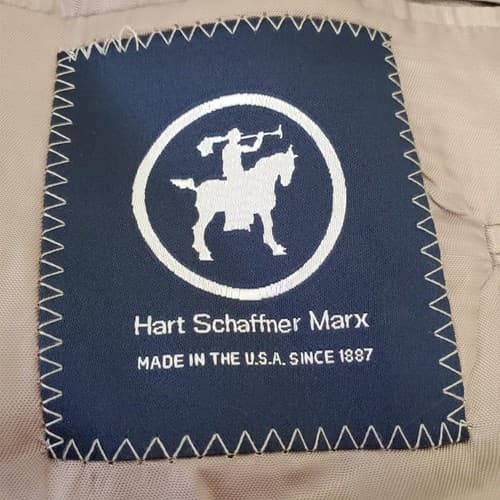 Hart Schaffner Marx
MADE IN THE U.S.A. SINCE 1887